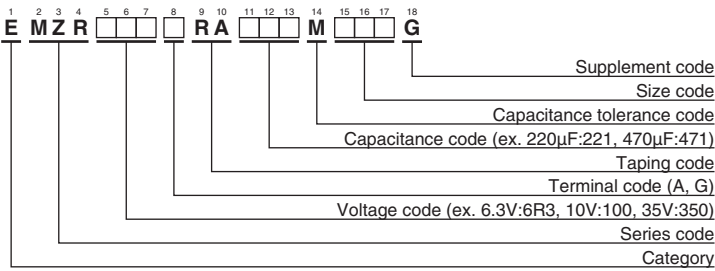 1 2 3 4 5 6 7 8 9 10 11 12 13 14 15 16 17 18
E M Z R □ □ □ □ R A □ □ □ M □ □ □ G
Supplement code
Size code
Capacitance tolerance code
Capacitance code (ex. 220µF:221, 470µF:471)
Taping code
Terminal code (A, G)
Voltage code (ex. 6.3V:6R3, 10V:100, 35V:350)
Series code
Category